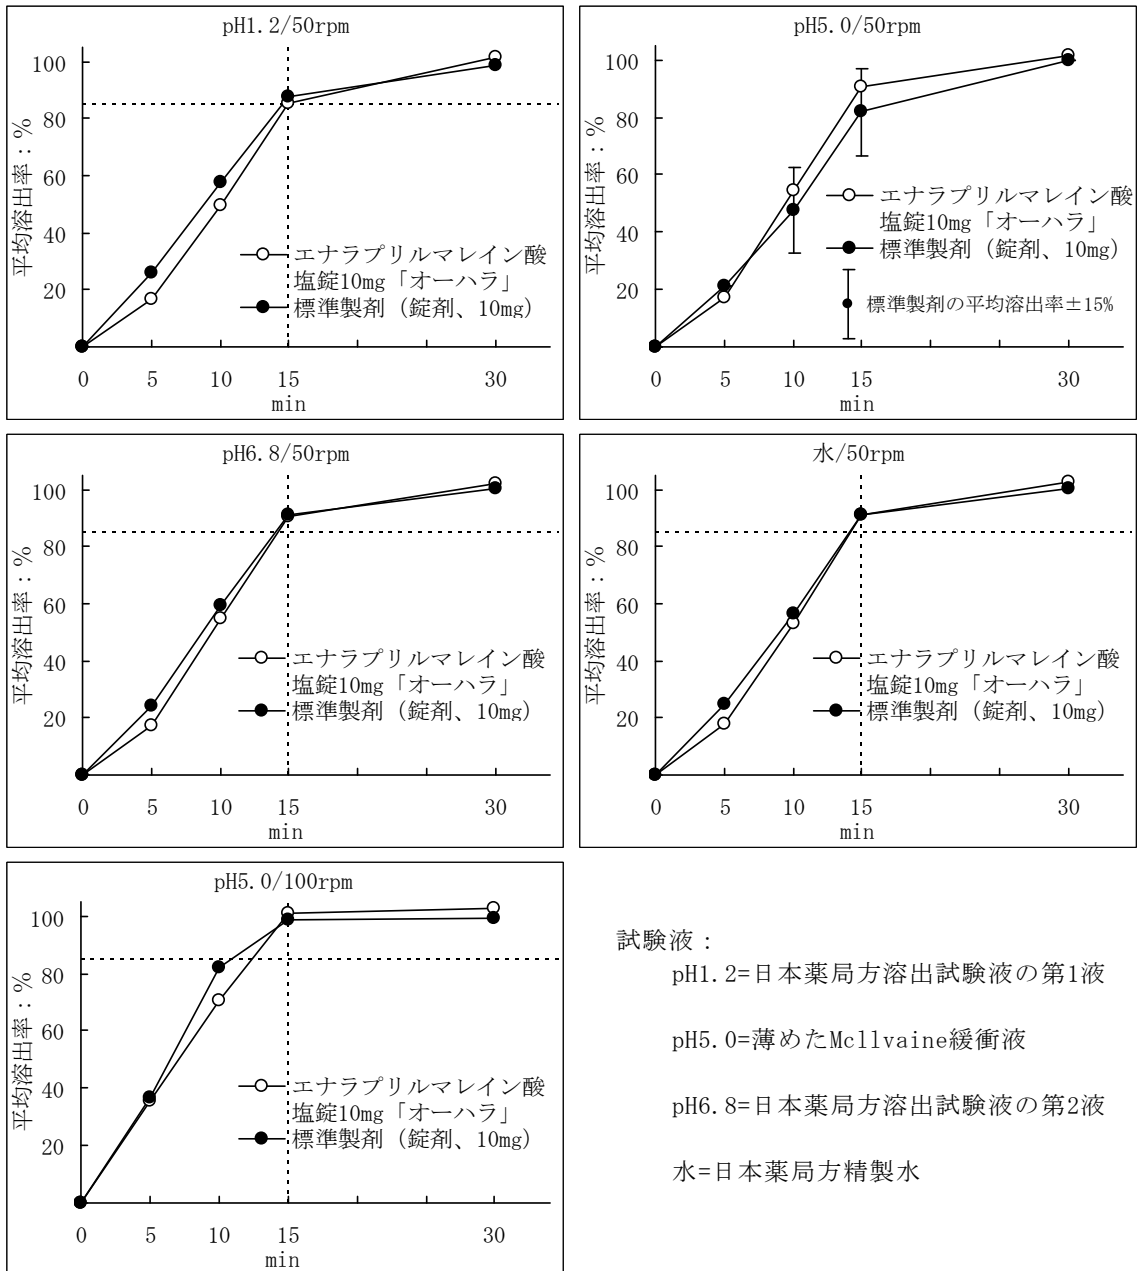 pH1.2/50rpm
平均溶出率：%
100
80
60
40
20
エナラプリルマレイン酸
塩錠10mg「オーハラ」
標準製剤（錠剤、10mg）
0 5 10 15 30
min
pH5.0/50rpm
平均溶出率：%
100
80
60
40
20
エナラプリルマレイン酸
塩錠10mg「オーハラ」
標準製剤（錠剤、10mg）
標準製剤の平均溶出率±15%
0 5 10 15 30
min
pH6.8/50rpm
平均溶出率：%
100
80
60
40
20
エナラプリルマレイン酸
塩錠10mg「オーハラ」
標準製剤（錠剤、10mg）
0 5 10 15 30
min
水/50rpm
平均溶出率：%
100
80
60
40
20
エナラプリルマレイン酸
塩錠10mg「オーハラ」
標準製剤（錠剤、10mg）
0 5 10 15 30
min
pH5.0/100rpm
平均溶出率：%
100
80
60
40
20
エナラプリルマレイン酸
塩錠10mg「オーハラ」
標準製剤（錠剤、10mg）
0 5 10 15 30
min
試験液：
pH1.2=日本薬局方溶出試験液の第1液
pH5.0=薄めたMcllvaine緩衝液
pH6.8=日本薬局方溶出試験液の第2液
水=日本薬局方精製水